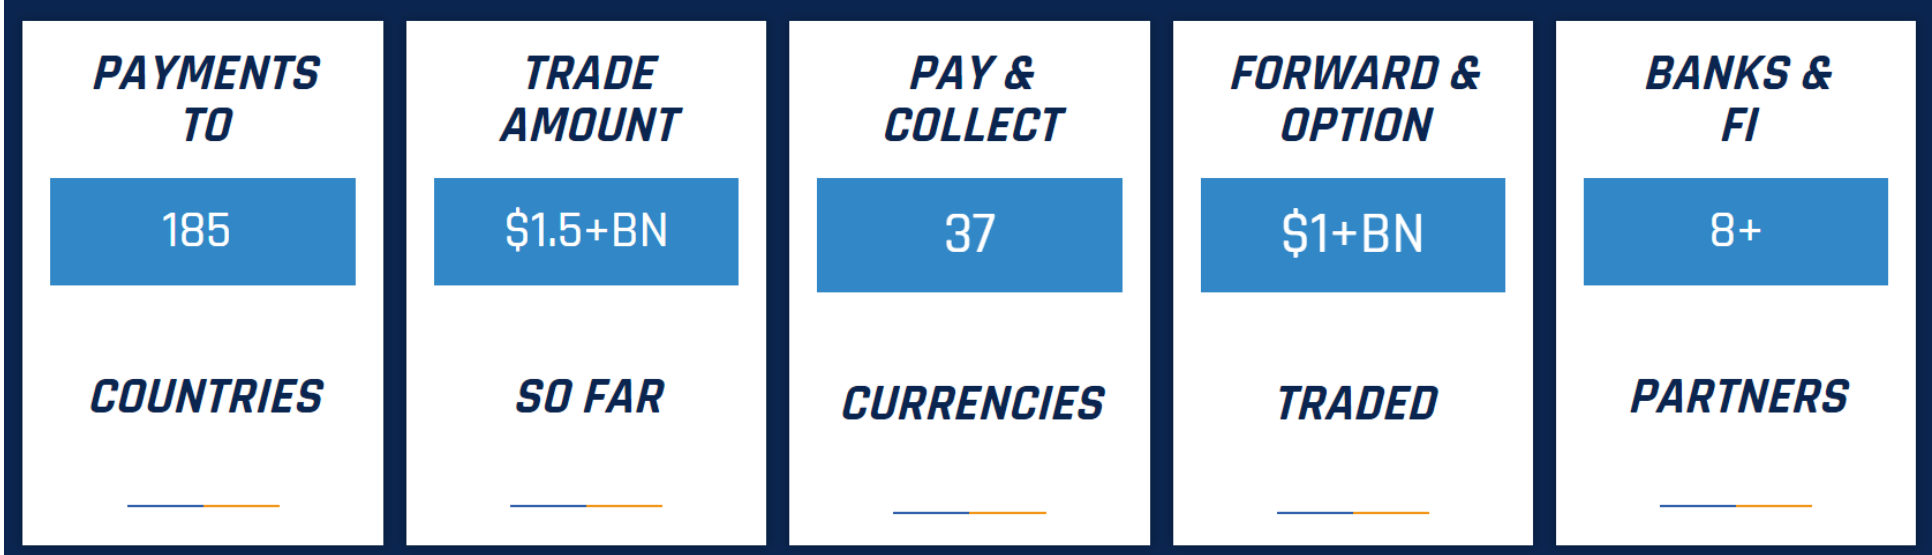 PAYMENTS
TO
185
COUNTRIES
TRADE
AMOUNT
$1.5+BN
SO FAR
PAY &
COLLECT
37
CURRENCIES
FORWARD &
OPTION
$1+BN
TRADED
BANKS &
FI
8+
PARTNERS